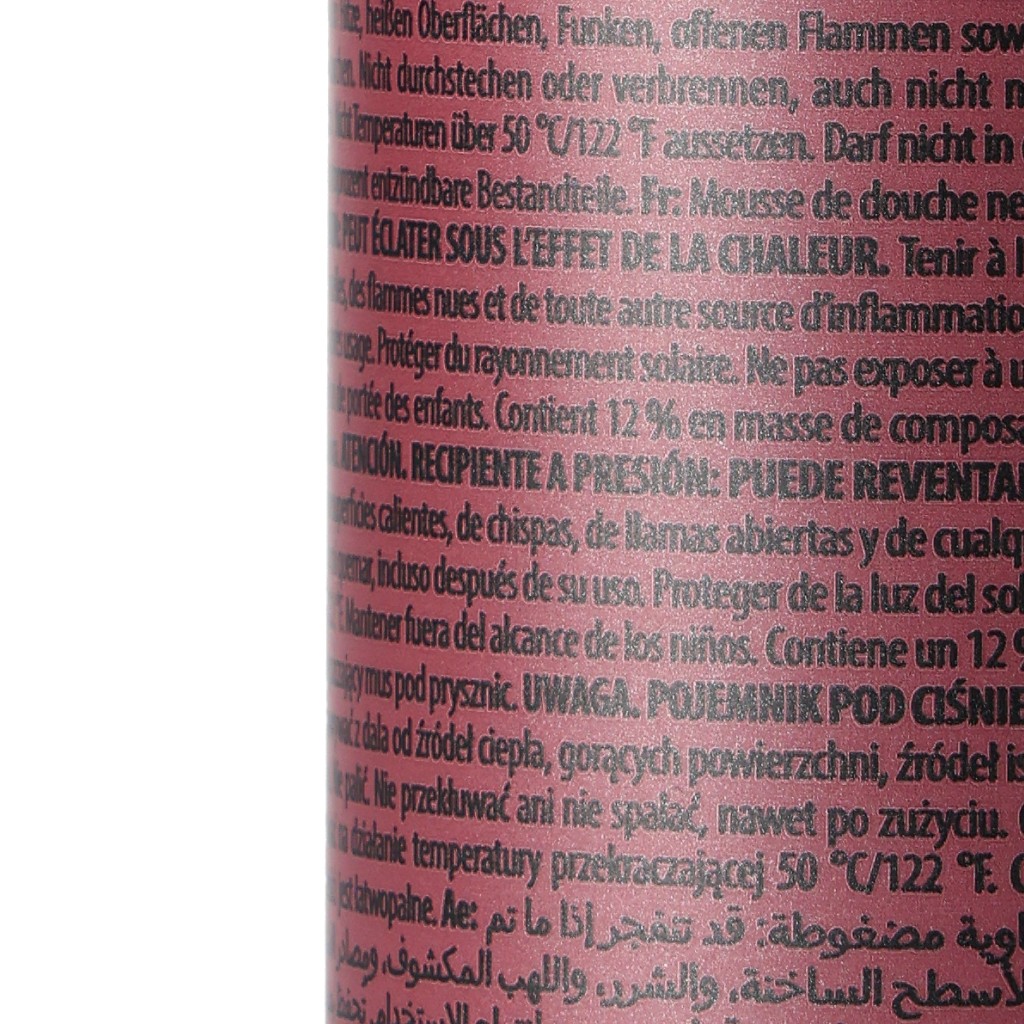 heißen Oberflächen, Funken, offenen Flammen sow
Nicht durchstechen oder verbrennen, auch nicht
Temperaturen über 50 °C/122 °F aussetzen. Darf nicht in
entzündbare Bestandteile. Fr: Mousse de douche ne
PEUT ÉCLATER SOUS L'EFFET DE LA CHALEUR. Tenir à l
des flammes nues et de toute autre source d'inflammatio
usage. Protéger du rayonnement solaire. Ne pas exposer à u
portée des enfants. Contient 12 % en masse de composa
ATENCIÓN. RECIPIENTE A PRESIÓN: PUEDE REVENTA
calientes, de chispas, de llamas abiertas y de cualq
quemar, incluso después de su uso. Proteger de la luz del sol
°F. Mantener fuera del alcance de los niños. Contiene un 12 %
mus pod prysznic. UWAGA. POJEMNIK POD CIŚNIE
z dala od źródeł ciepła, gorących powierzchni, źródeł is
palić. Nie przekłuwać ani nie spalać, nawet po zużyciu.
na działanie temperatury przekraczającej 50 °C/122 °F.
jest łatwopalne. Ae: اوية مضغوطة: قد تنفجر إذا ما تم
لأسطح الساخنة، والشرر، واللهب المكشوف، ومصادر